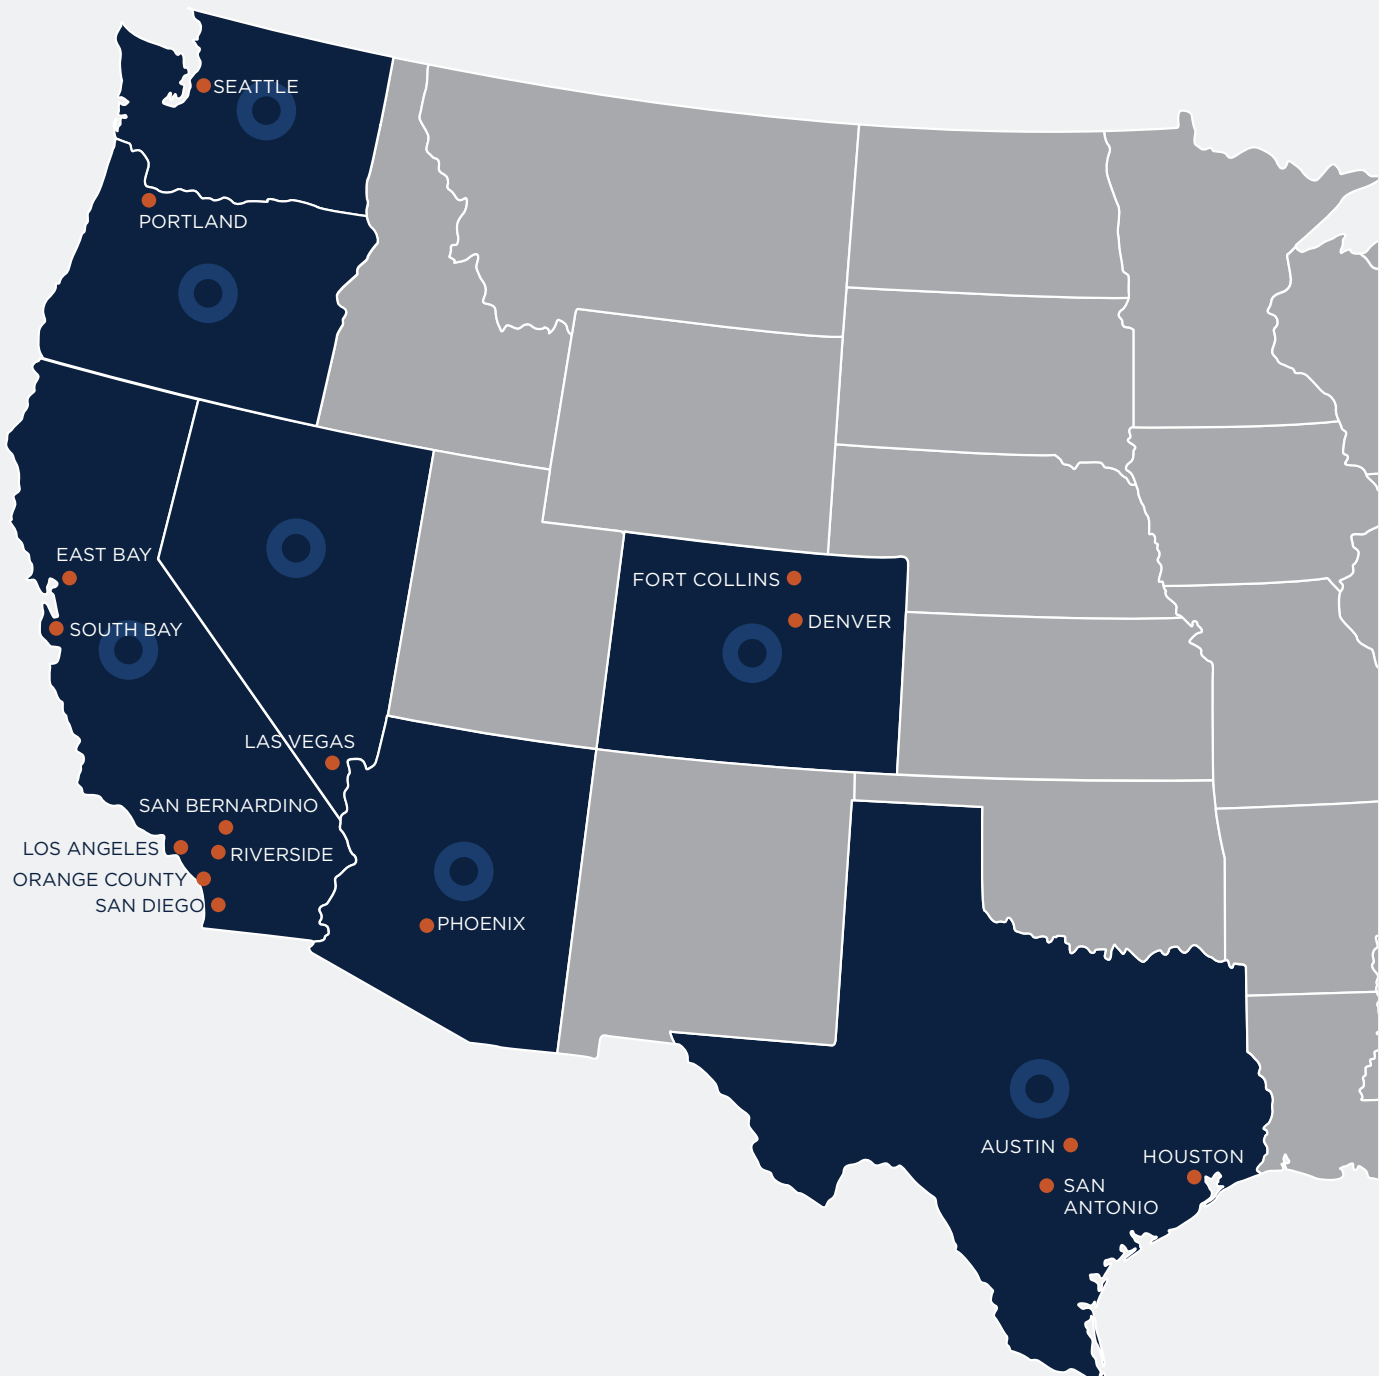 SEATTLE
PORTLAND
EAST BAY
FORT COLLINS
DENVER
SOUTH BAY
LAS VEGAS
SAN BERNARDINO
LOS ANGELES
RIVERSIDE
ORANGE COUNTY
SAN DIEGO
PHOENIX
AUSTIN
HOUSTON
SAN
ANTONIO